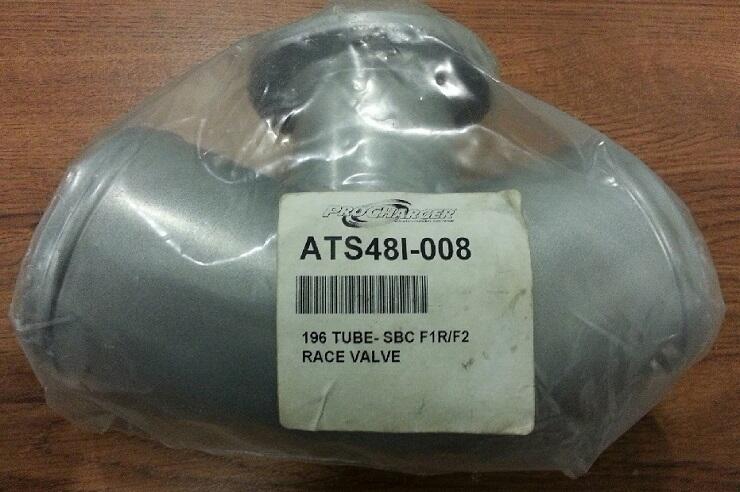 PROCHARGER
ATS48I-008
196 TUBE- SBC F1R/F2
RACE VALVE